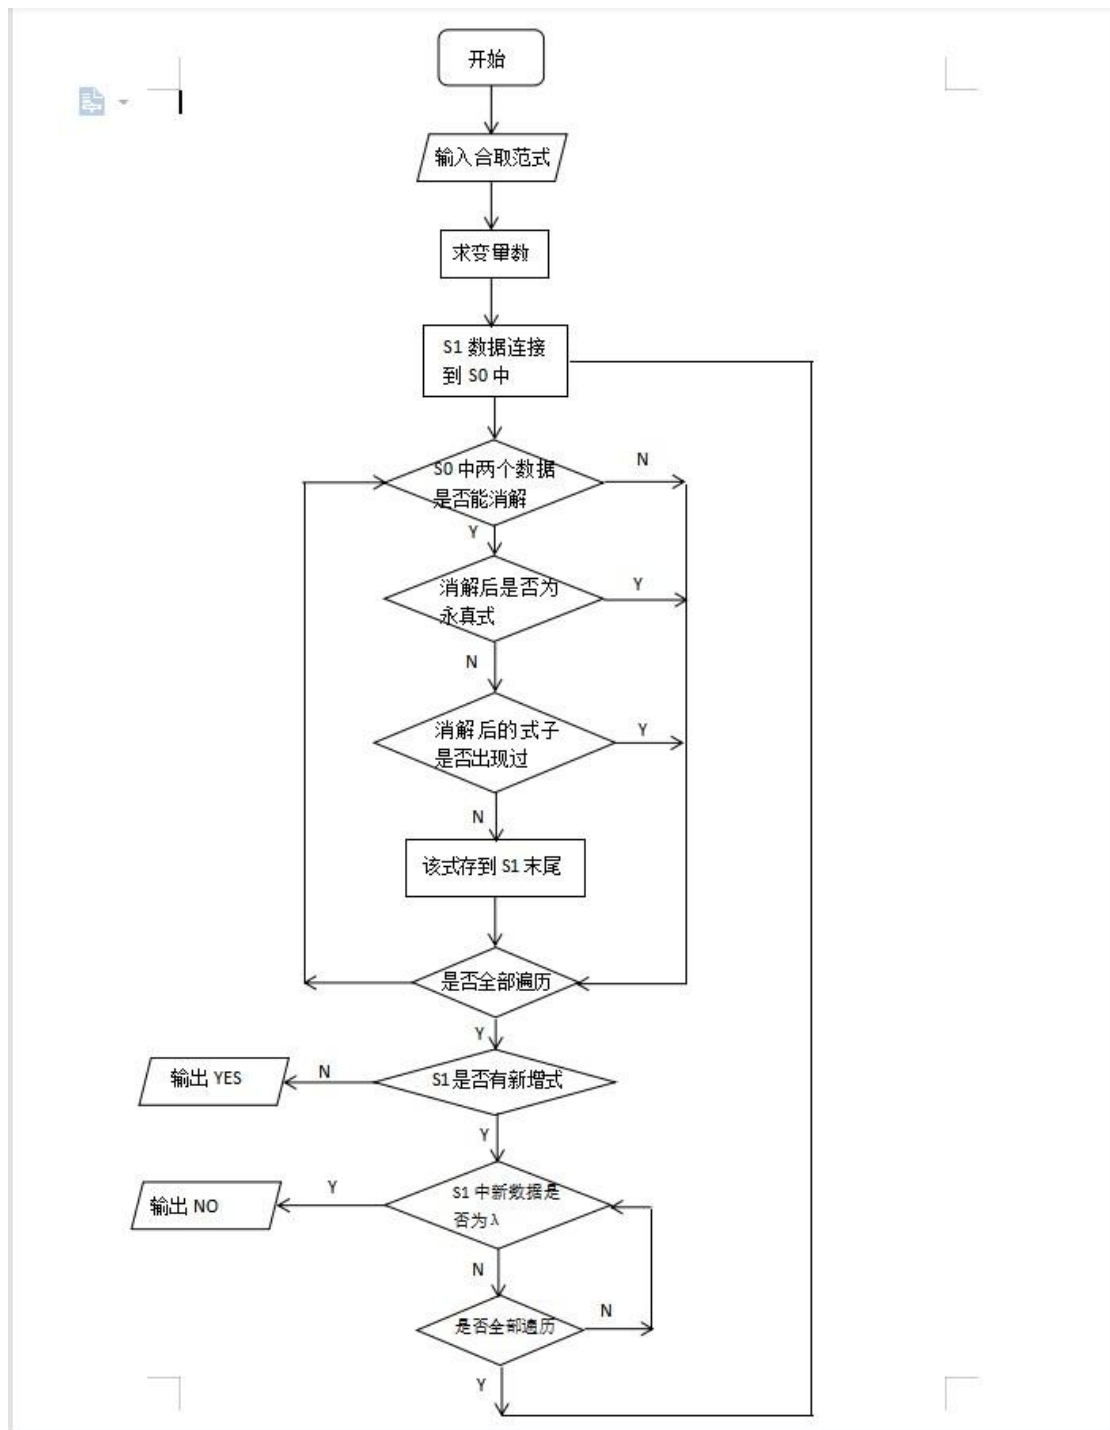 开始
输入合取范式
求变量数
S1 数据连接
到 S0 中
S0 中两个数据
是否能消解
N
Y
消解后是否为
永真式
Y
N
消解后的式子
是否出现过
Y
N
该式存到 S1 末尾
是否全部遍历
Y
S1 是否有新增式
N
输出 YES
Y
S1 中新数据是
否为 λ
Y
输出 NO
N
是否全部遍历
N
Y